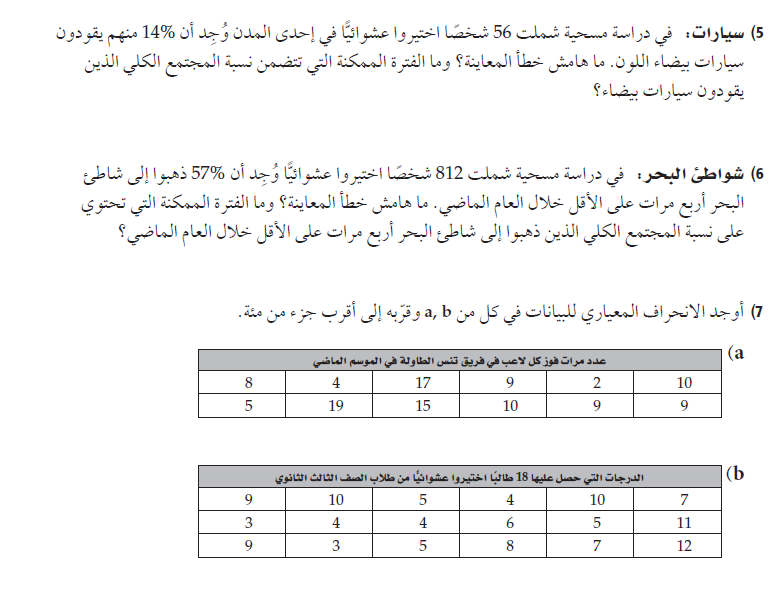 5) سيارات: في دراسة مسحية شملت 56 شخصًا اختيروا عشوائيًّا في إحدى المدن وُجِد أن 14% منهم يقودون
سيارات بيضاء اللون. ما هامش خطأ المعاينة؟ وما الفترة الممكنة التي تتضمن نسبة المجتمع الكلي الذين
يقودون سيارات بيضاء؟
6) شواطئ البحر: في دراسة مسحية شملت 812 شخصًا اختيروا عشوائيًّا وُجِد أن 57% ذهبوا إلى شاطئ
البحر أربع مرات على الأقل خلال العام الماضي. ما هامش خطأ المعاينة؟ وما الفترة الممكنة التي تحتوي
على نسبة المجتمع الكلي الذين ذهبوا إلى شاطئ البحر أربع مرات على الأقل خلال العام الماضي؟
7) أوجد الانحراف المعياري للبيانات في كل من a, b وقرّبه إلى أقرب جزء من مئة.
a)
عدد مرات فوز كل لاعب في فريق تنس الطاولة في الموسم الماضي
10 2 9 17 4 8
9 9 10 15 19 5
b)
الدرجات التي حصل عليها 18 طالبًا اختيروا عشوائيًّا من طلاب الصف الثالث الثانوي
7 10 4 5 10 9
11 5 6 4 4 3
12 7 8 5 3 9